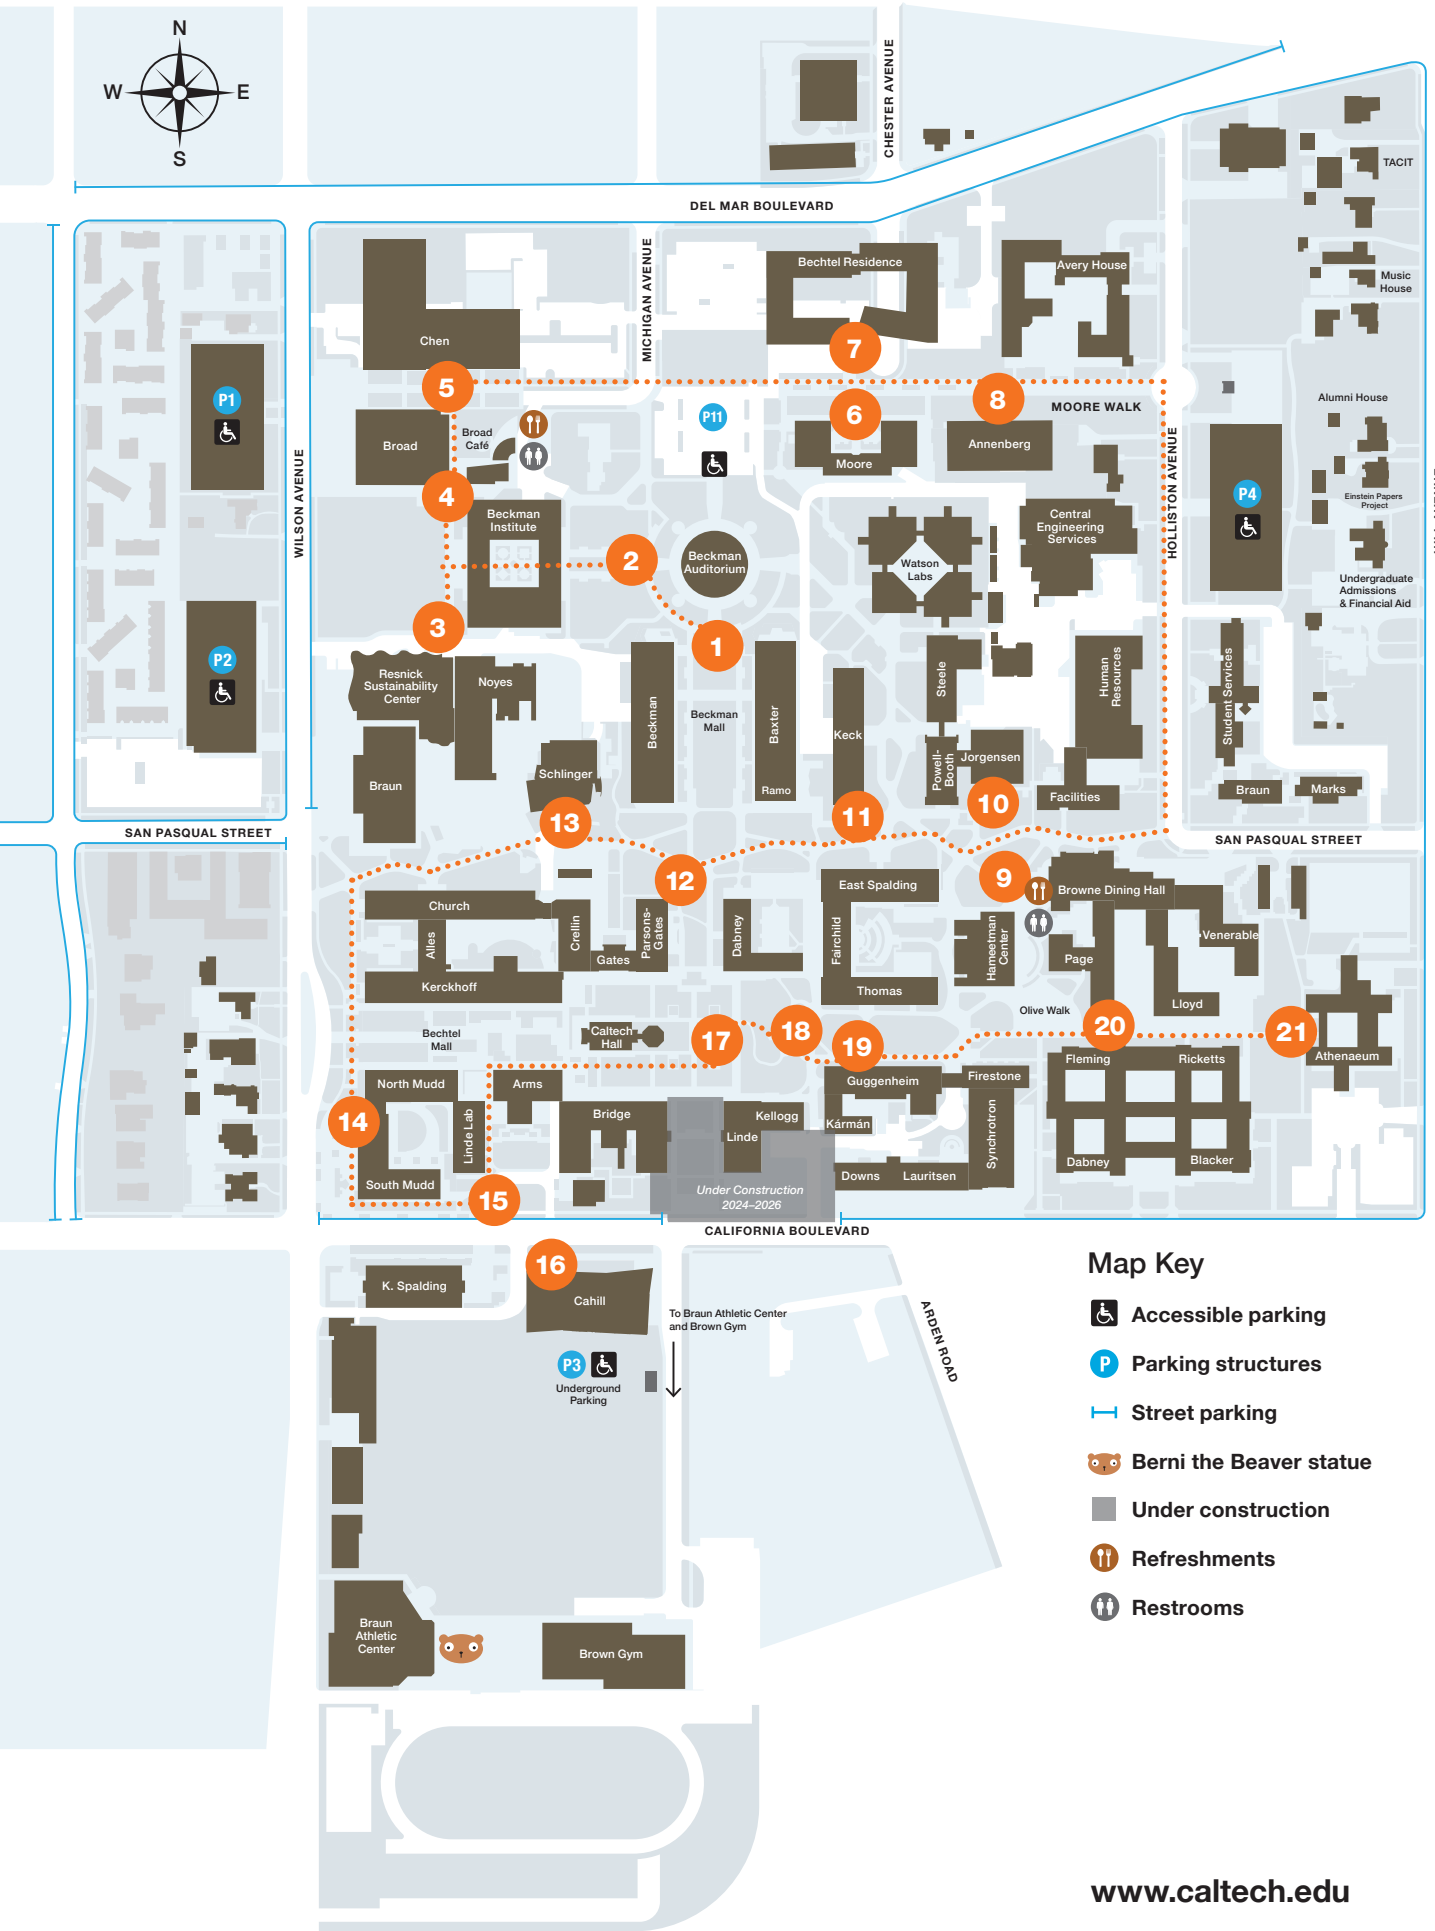 N
W
E
S
CHESTER AVENUE
TACIT
DEL MAR BOULEVARD
MICHIGAN AVENUE
Bechtel Residence
Avery House
Music
House
Chen
7
5
P1
8
MOORE WALK
Alumni House
P11
6
Broad
Broad
Café
Annenberg
Moore
WILSON AVENUE
HOLLISTON AVENUE
4
P4
Einstein Papers
Project
Beckman
Institute
Central
Engineering
Services
2
Beckman
Auditorium
Watson
Labs
Undergraduate
Admissions
& Financial Aid
3
1
P2
Resnick
Sustainability
Center
Noyes
Beckman
Beckman
Mall
Baxter
Ramo
Keck
Steele
Human
Resources
Student Services
Powell-
Booth
Jorgensen
Braun
Schlinger
Facilities
Braun
Marks
10
11
13
SAN PASQUAL STREET
SAN PASQUAL STREET
12
9
East Spalding
Browne Dining Hall
Church
Alles
Crellin
Parsons-
Gates
Gates
Dabney
Fairchild
Hameetman
Center
Venerable
Page
Kerckhoff
Thomas
Lloyd
Olive Walk
Bechtel
Mall
Caltech
Hall
17
18
19
20
21
Fleming
Ricketts
Athenaeum
North Mudd
Arms
Guggenheim
Firestone
14
Linde Lab
Bridge
Kellogg
Linde
Kármán
Synchrotron
South Mudd
Downs
Lauritsen
Dabney
Blacker
15
Under Construction
2024–2026
CALIFORNIA BOULEVARD
16
K. Spalding
Cahill
To Braun Athletic Center
and Brown Gym
ARDEN ROAD
P3
Underground
Parking
Map Key
Accessible parking
P
Parking structures
Street parking
Berni the Beaver statue
Under construction
Refreshments
Restrooms
Braun
Athletic
Center
Brown Gym
www.caltech.edu